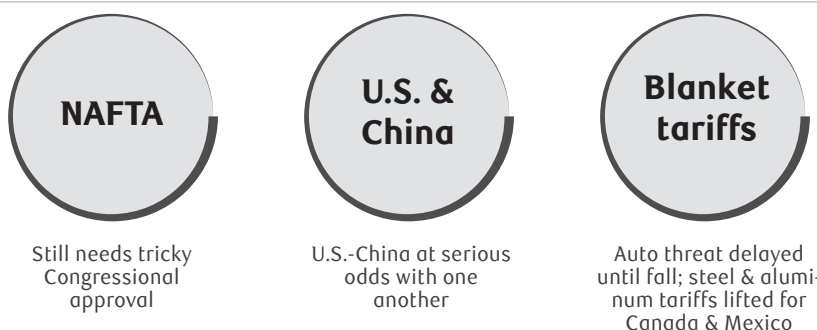 NAFTA
Still needs tricky
Congressional
approval
U.S. &
China
U.S.-China at serious
odds with one
another
Blanket
tariffs
Auto threat delayed
until fall; steel & alumi-
num tariffs lifted for
Canada & Mexico